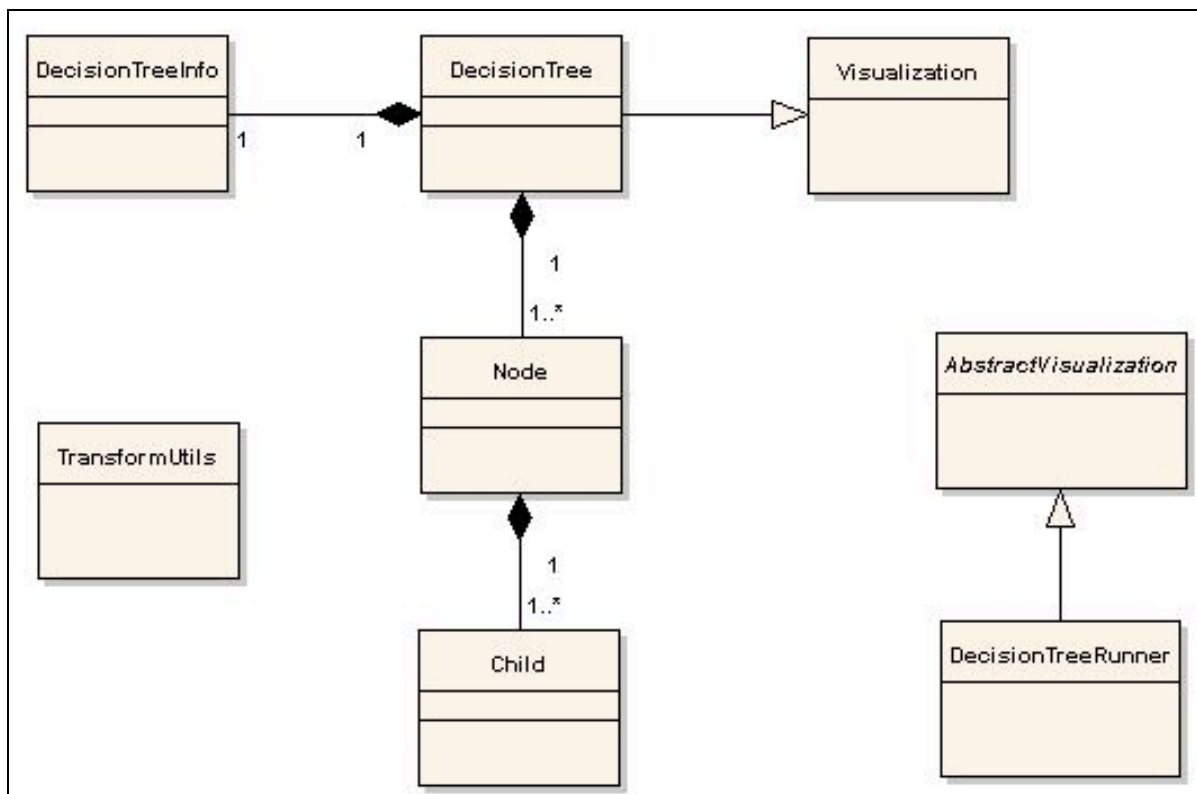 DecisionTreeInfo
DecisionTree
Visualization
1
1
1
1..*
Node
AbstractVisualization
TransformUtils
1
1..*
Child
DecisionTreeRunner